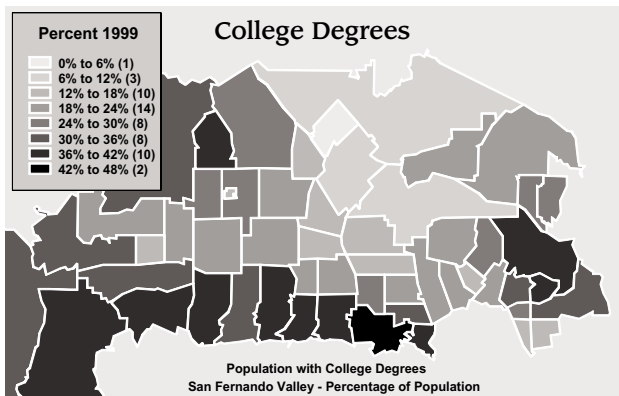 College Degrees
Percent 1999
0% to 6% (1)
6% to 12% (3)
12% to 18% (10)
18% to 24% (14)
24% to 30% (8)
30% to 36% (8)
36% to 42% (10)
42% to 48% (2)
Population with College Degrees
San Fernando Valley - Percentage of Population